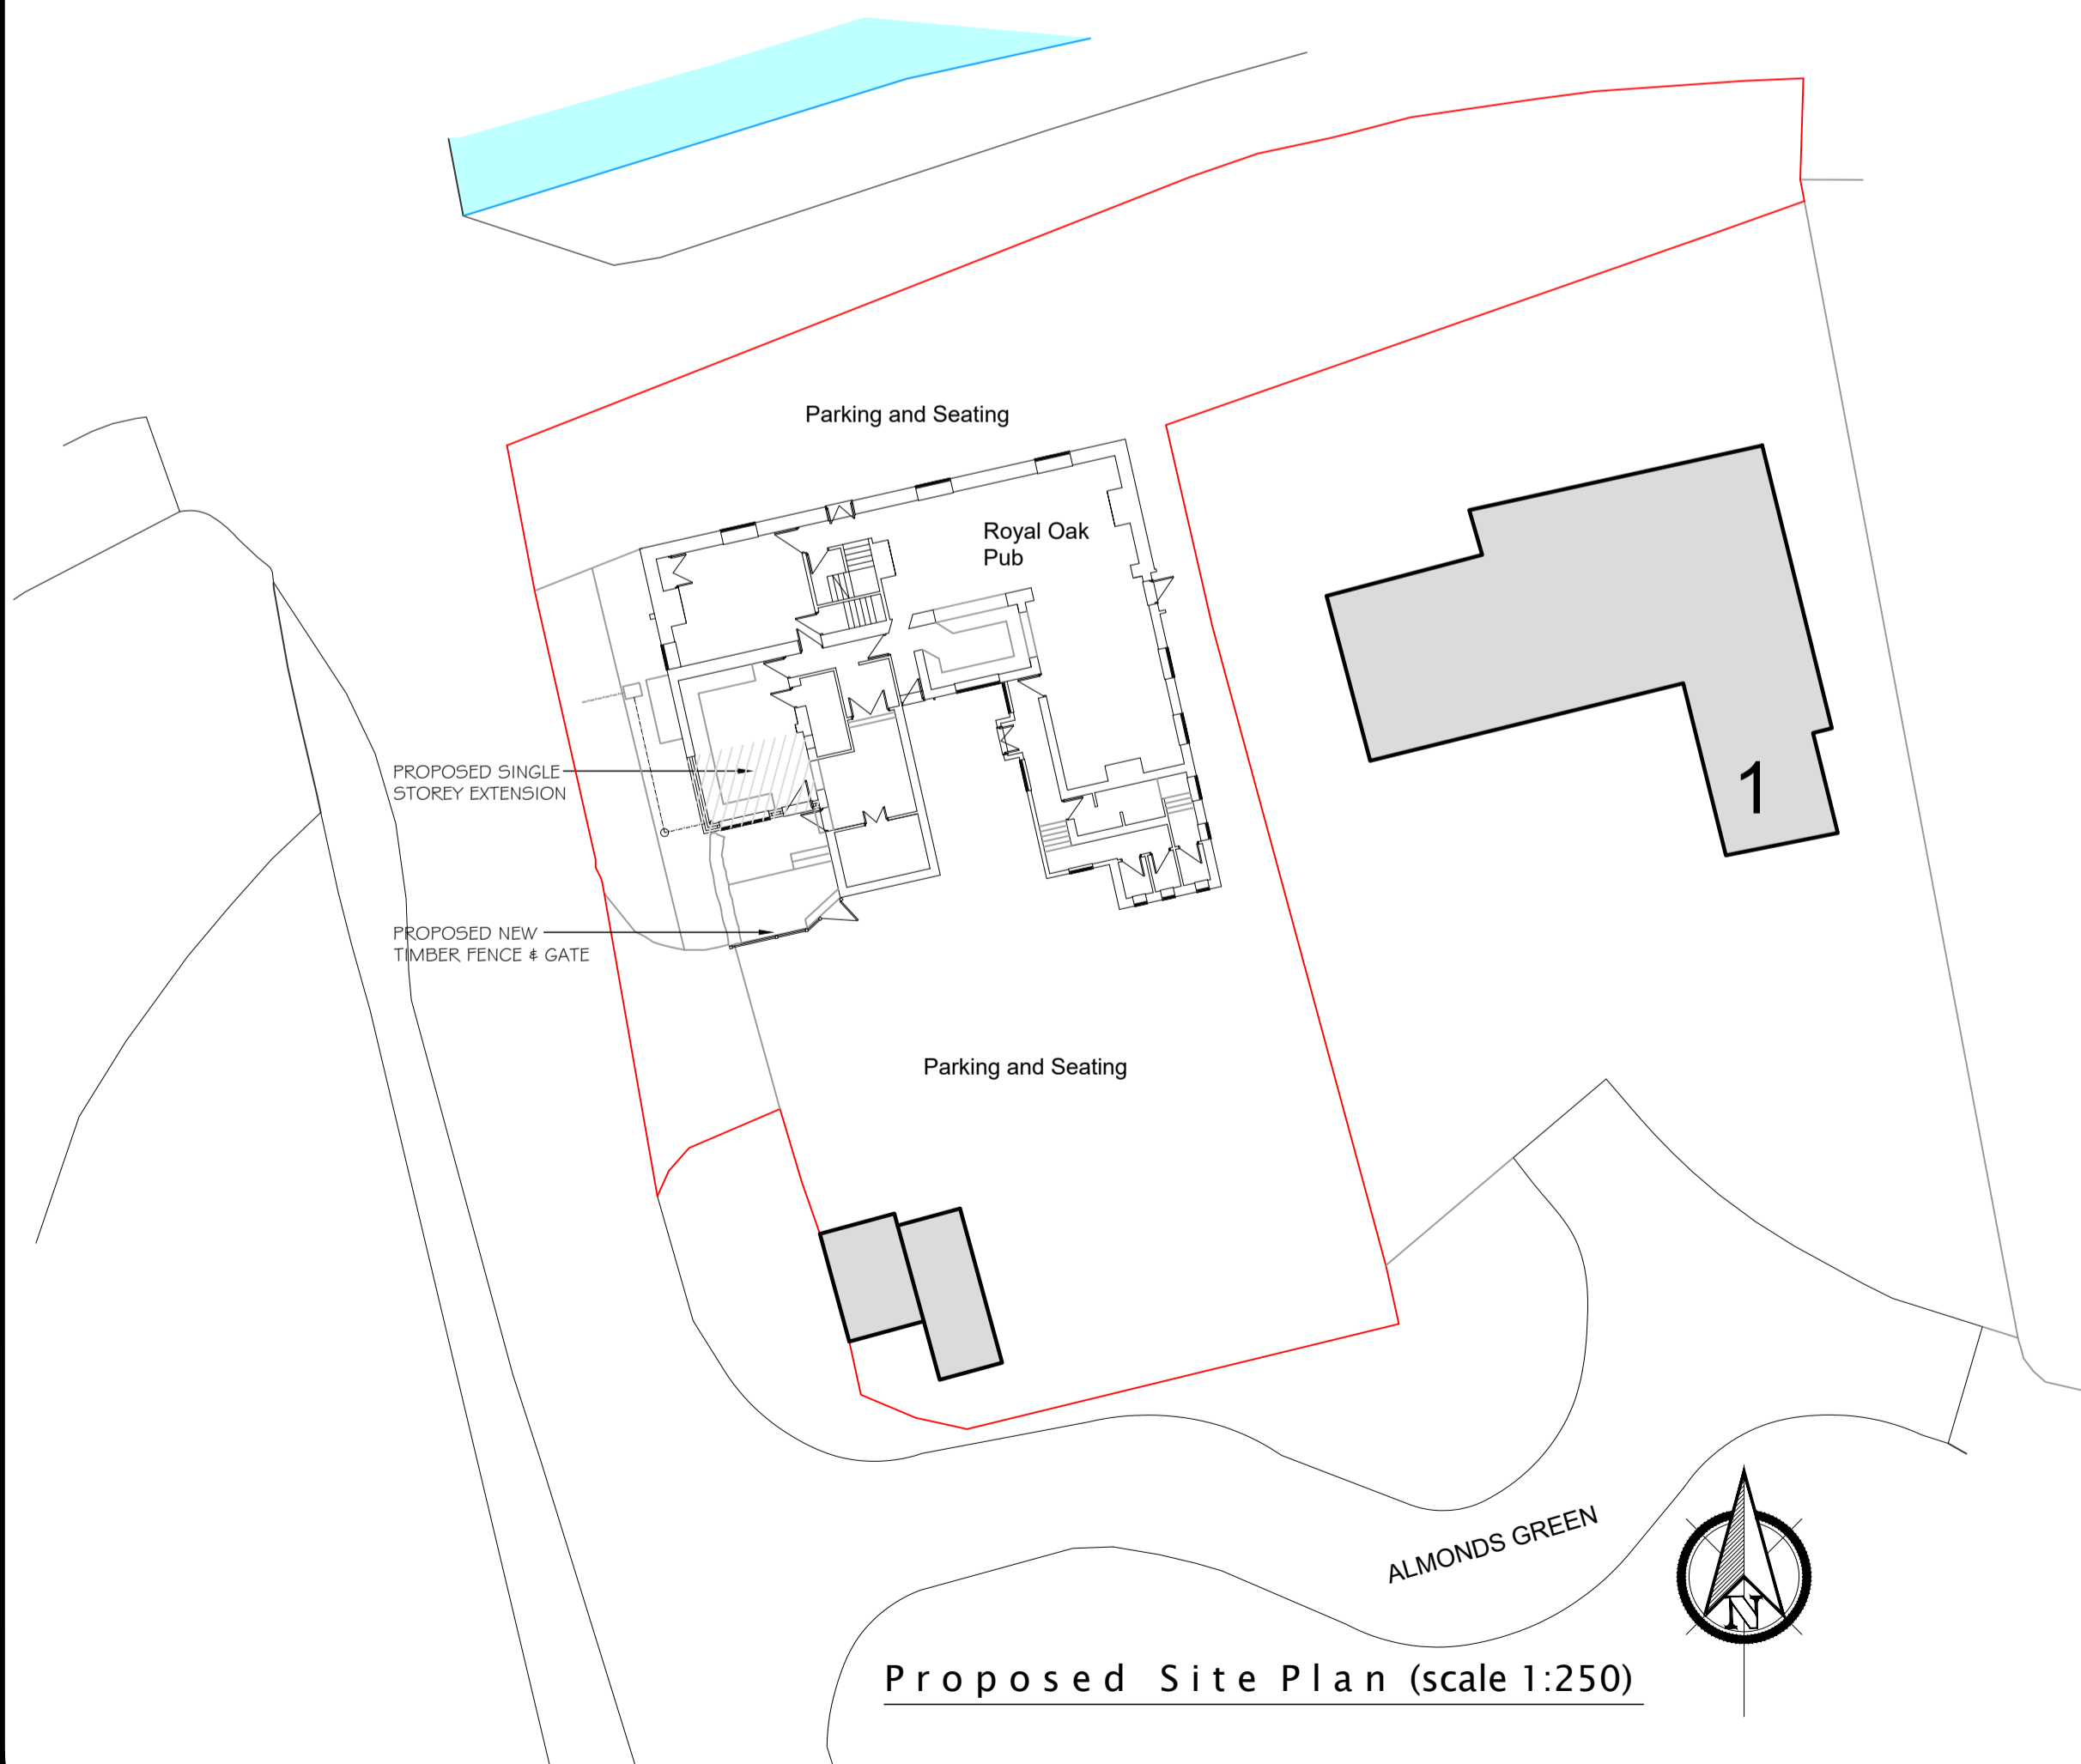 Parking and Seating
Royal Oak
Pub
PROPOSED SINGLE
STOREY EXTENSION
1
PROPOSED NEW
TIMBER FENCE & GATE
Parking and Seating
ALMONDS GREEN
N
Proposed Site Plan (scale 1:250)